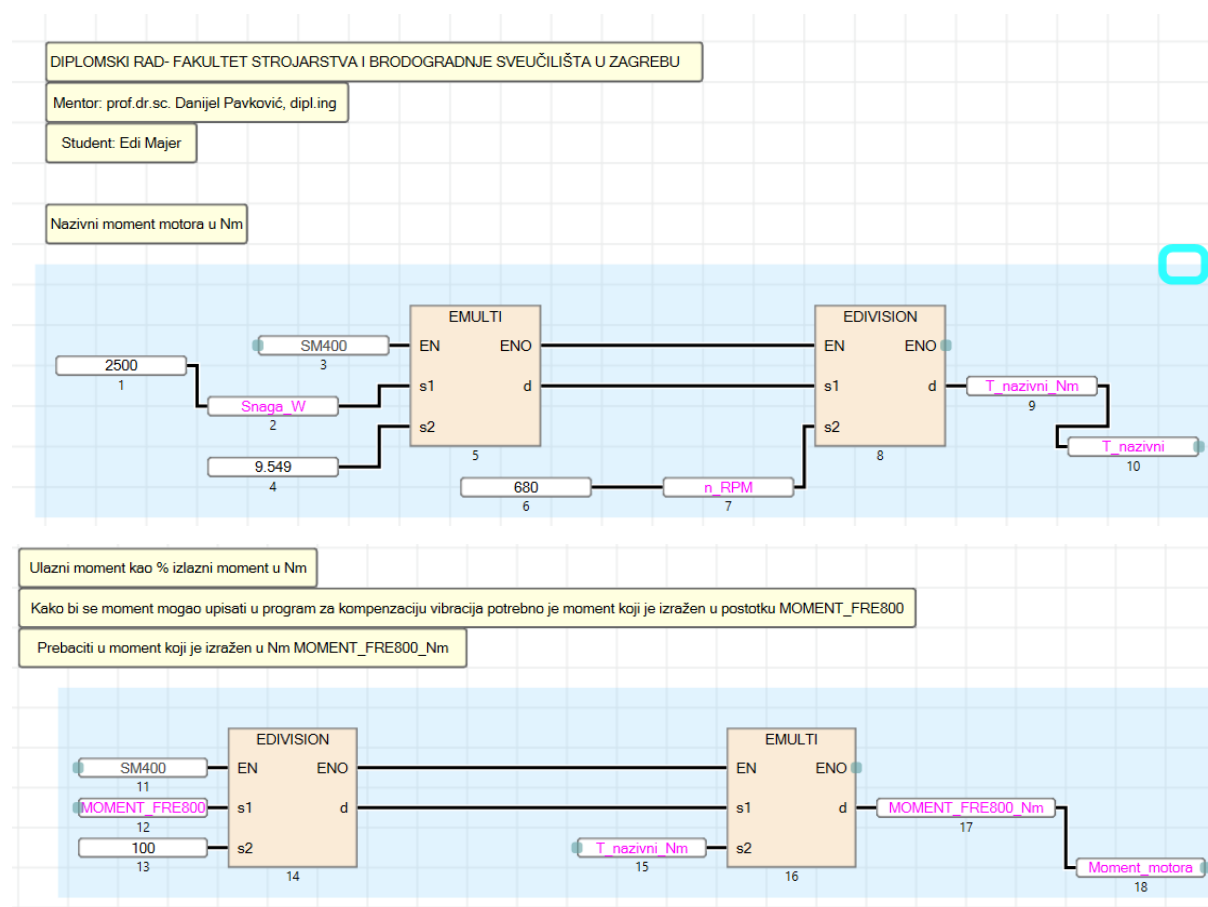 DIPLOMSKI RAD- FAKULTET STROJARSTVA I BRODOGRADNJE SVEUČILIŠTA U ZAGREBU
Mentor: prof.dr.sc. Danijel Pavković, dipl.ing
Student: Edi Majer
Nazivni moment motora u Nm
EMULTI
EDIVISION
SM400
EN
ENO
EN
ENO
3
2500
1
s1
d
s1
d
T_nazivni_Nm
9
Snaga_W
2
s2
s2
T_nazivni
10
9.549
4
5
8
680
6
n_RPM
7
Ulazni moment kao % izlazni moment u Nm
Kako bi se moment mogao upisati u program za kompenzaciju vibracija potrebno je moment koji je izražen u postotku MOMENT_FRE800
Prebaciti u moment koji je izražen u Nm MOMENT_FRE800_Nm
EDIVISION
EMULTI
SM400
EN
ENO
EN
ENO
11
MOMENT_FRE800
s1
d
s1
d
MOMENT_FRE800_Nm
12
17
100
s2
T_nazivni_Nm
s2
13
14
15
16
Moment_motora
18